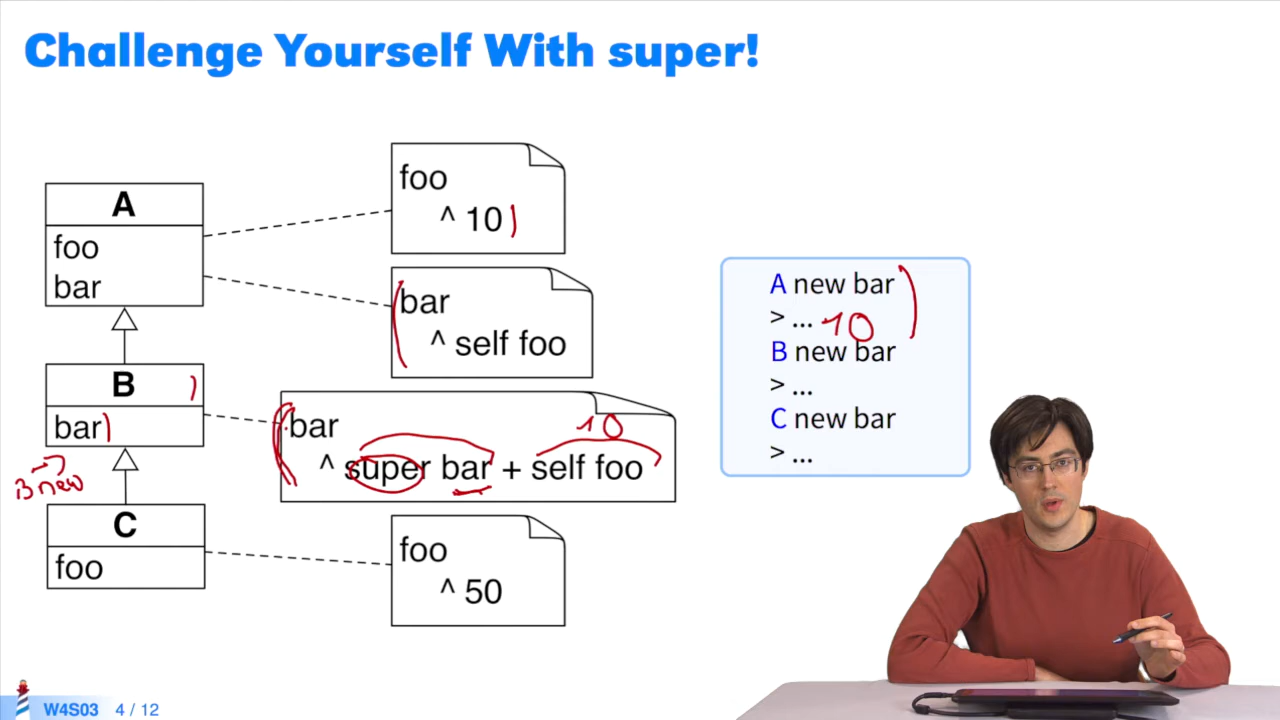 Challenge Yourself With super!
A
foo
bar
foo
^ 10
bar
^ self foo
B
bar
bar
10
^ super bar + self foo
B new
C
foo
foo
^ 50
A new bar
> ... 10
B new bar
> ...
C new bar
> ...
W4S03 4 / 12